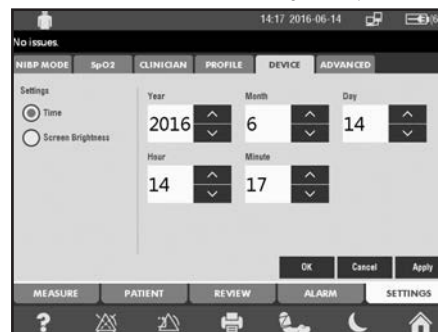 14:17 2016-06-14
No issues.
NIBP MODE SpO2 CLINICIAN PROFILE DEVICE ADVANCED
Settings
Time
Screen Brightness
Year Month Day
2016 6 14
Hour Minute
14 17
OK Cancel Apply
MEASURE PATIENT REVIEW ALARM SETTINGS
?